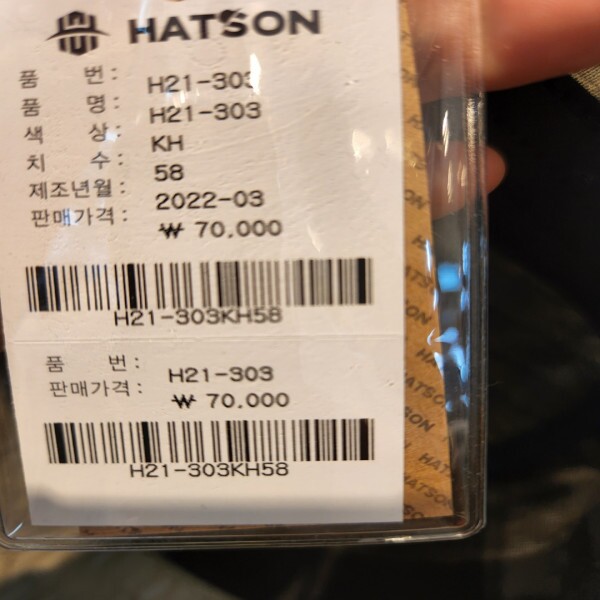 HATSON
품 번: H21-303
품 명: H21-303
색 상: KH
치 수: 58
제조년월: 2022-03
판매가격: ₩ 70,000
H21-303KH58
품 번: H21-303
판매가격: ₩ 70,000
H21-303KH58